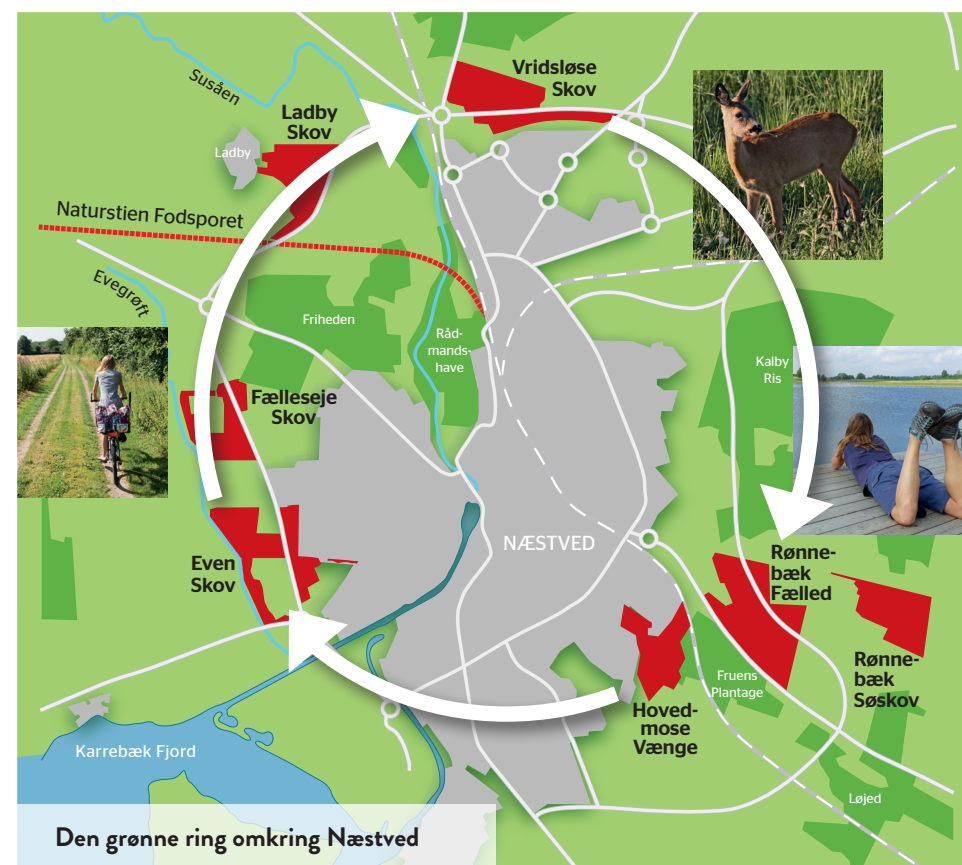 Vridsløse
Skov
Susåen
Ladby
Skov
Ladby
Naturstien Fodsporet
Evegrøft
Friheden
Råd-
mands-
have
Kalby
Ris
Fælleseje
Skov
NÆSTVED
Even
Skov
Rønne-
bæk
Fælled
Rønne-
bæk
Søskov
Fruens
Plantage
Hoved-
mose
Vænge
Karrebæk Fjord
Løjed
Den grønne ring omkring Næstved